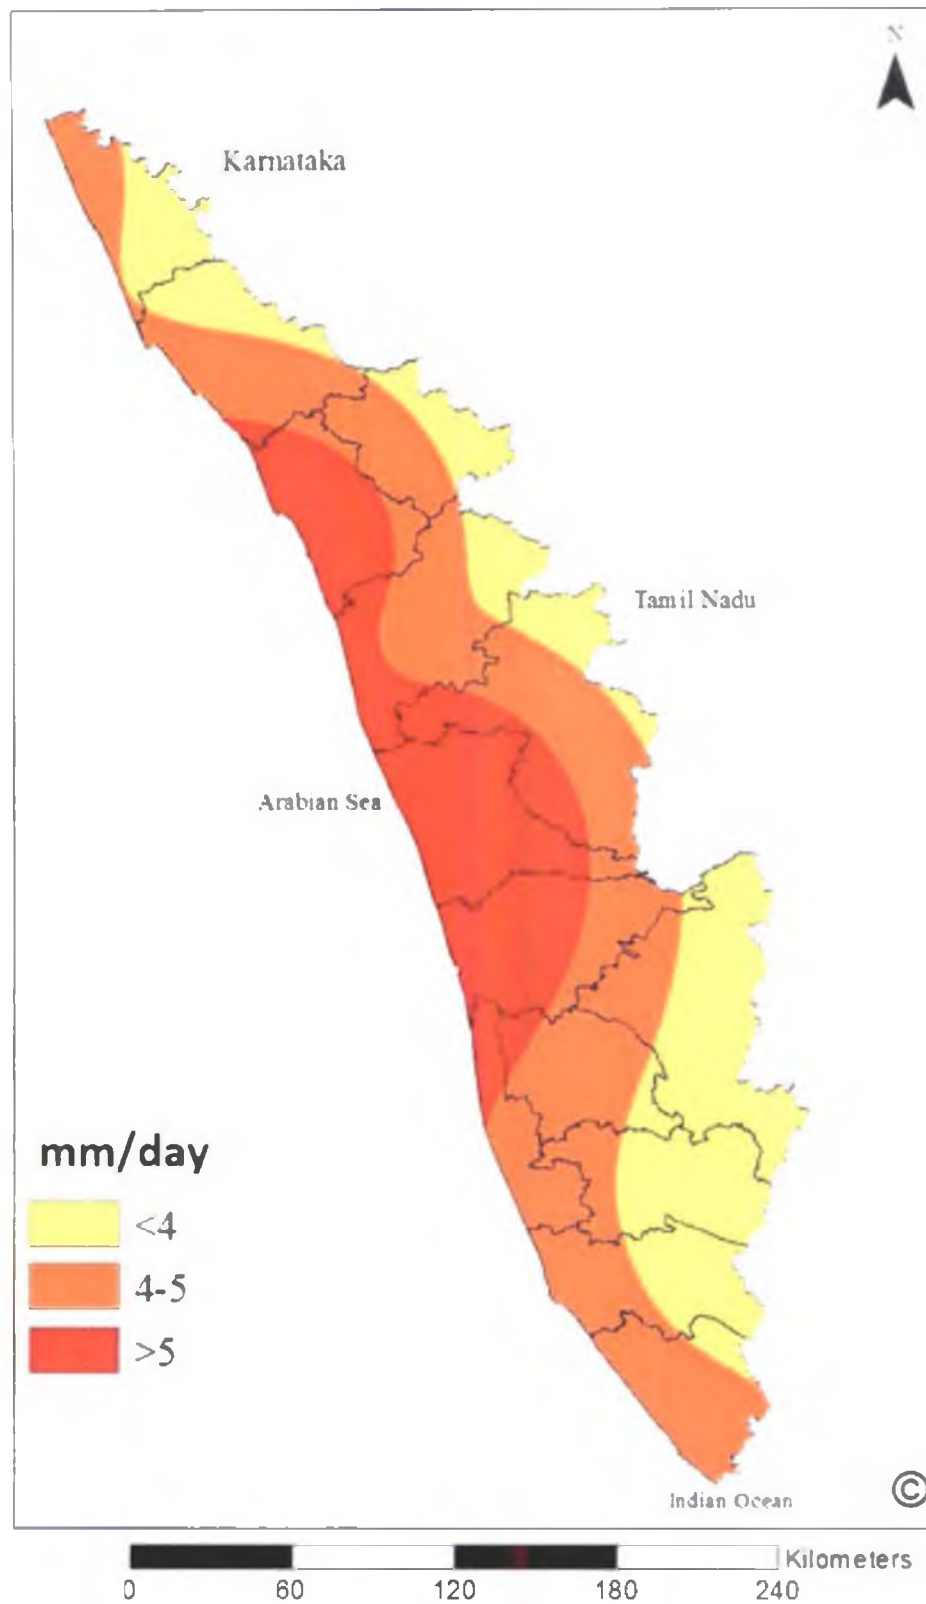 N
Karnataka
Tamil Nadu
Arabian Sea
mm/day
<4
4-5
>5
Indian Ocean
©
Kilometers
0 60 120 180 240